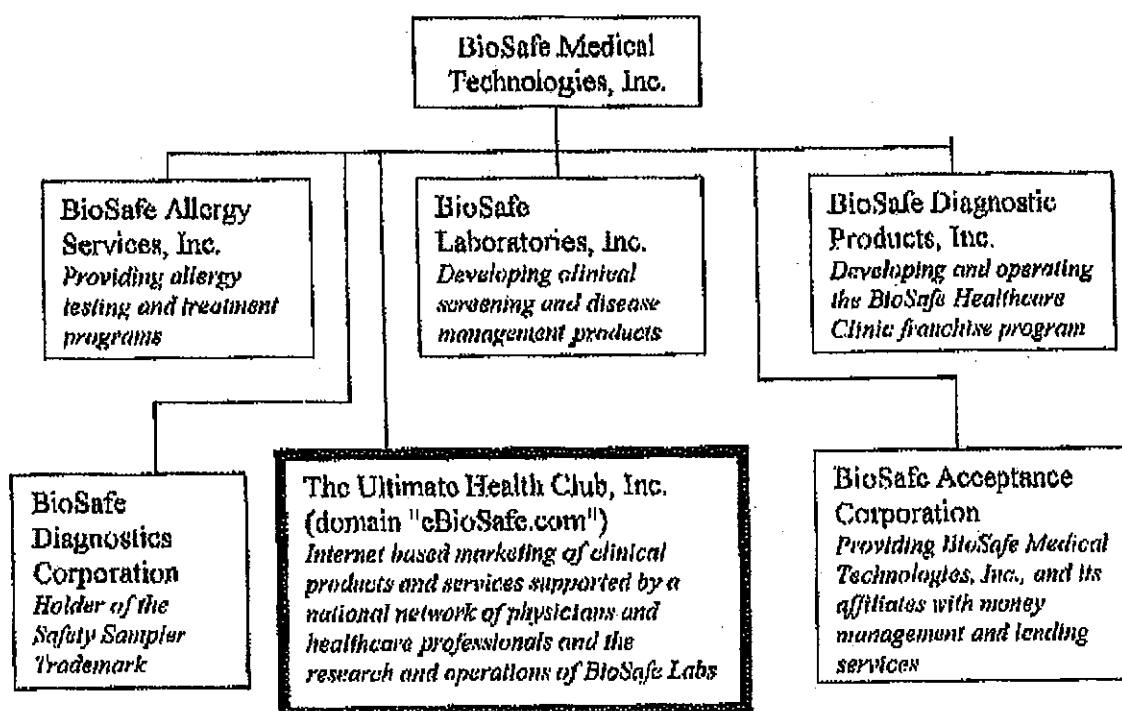 BioSafe Medical
Technologies, Inc.
BioSafe Allergy
Services, Inc.
Providing allergy
testing and treatment
programs
BioSafe
Laboratories, Inc.
Developing clinical
screening and disease
management products
BioSafe Diagnostic
Products, Inc.
Developing and operating
the BioSafe Healthcare
Clinic franchise program
BioSafe
Diagnostics
Corporation
Holder of the
Safety Sampler
Trademark
The Ultimate Health Club, Inc.
(domain "eBioSafe.com")
Internet based marketing of clinical
products and services supported by a
national network of physicians and
healthcare professionals and the
research and operations of BioSafe Labs
BioSafe Acceptance
Corporation
Providing BioSafe Medical
Technologies, Inc., and its
affiliates with money
management and lending
services